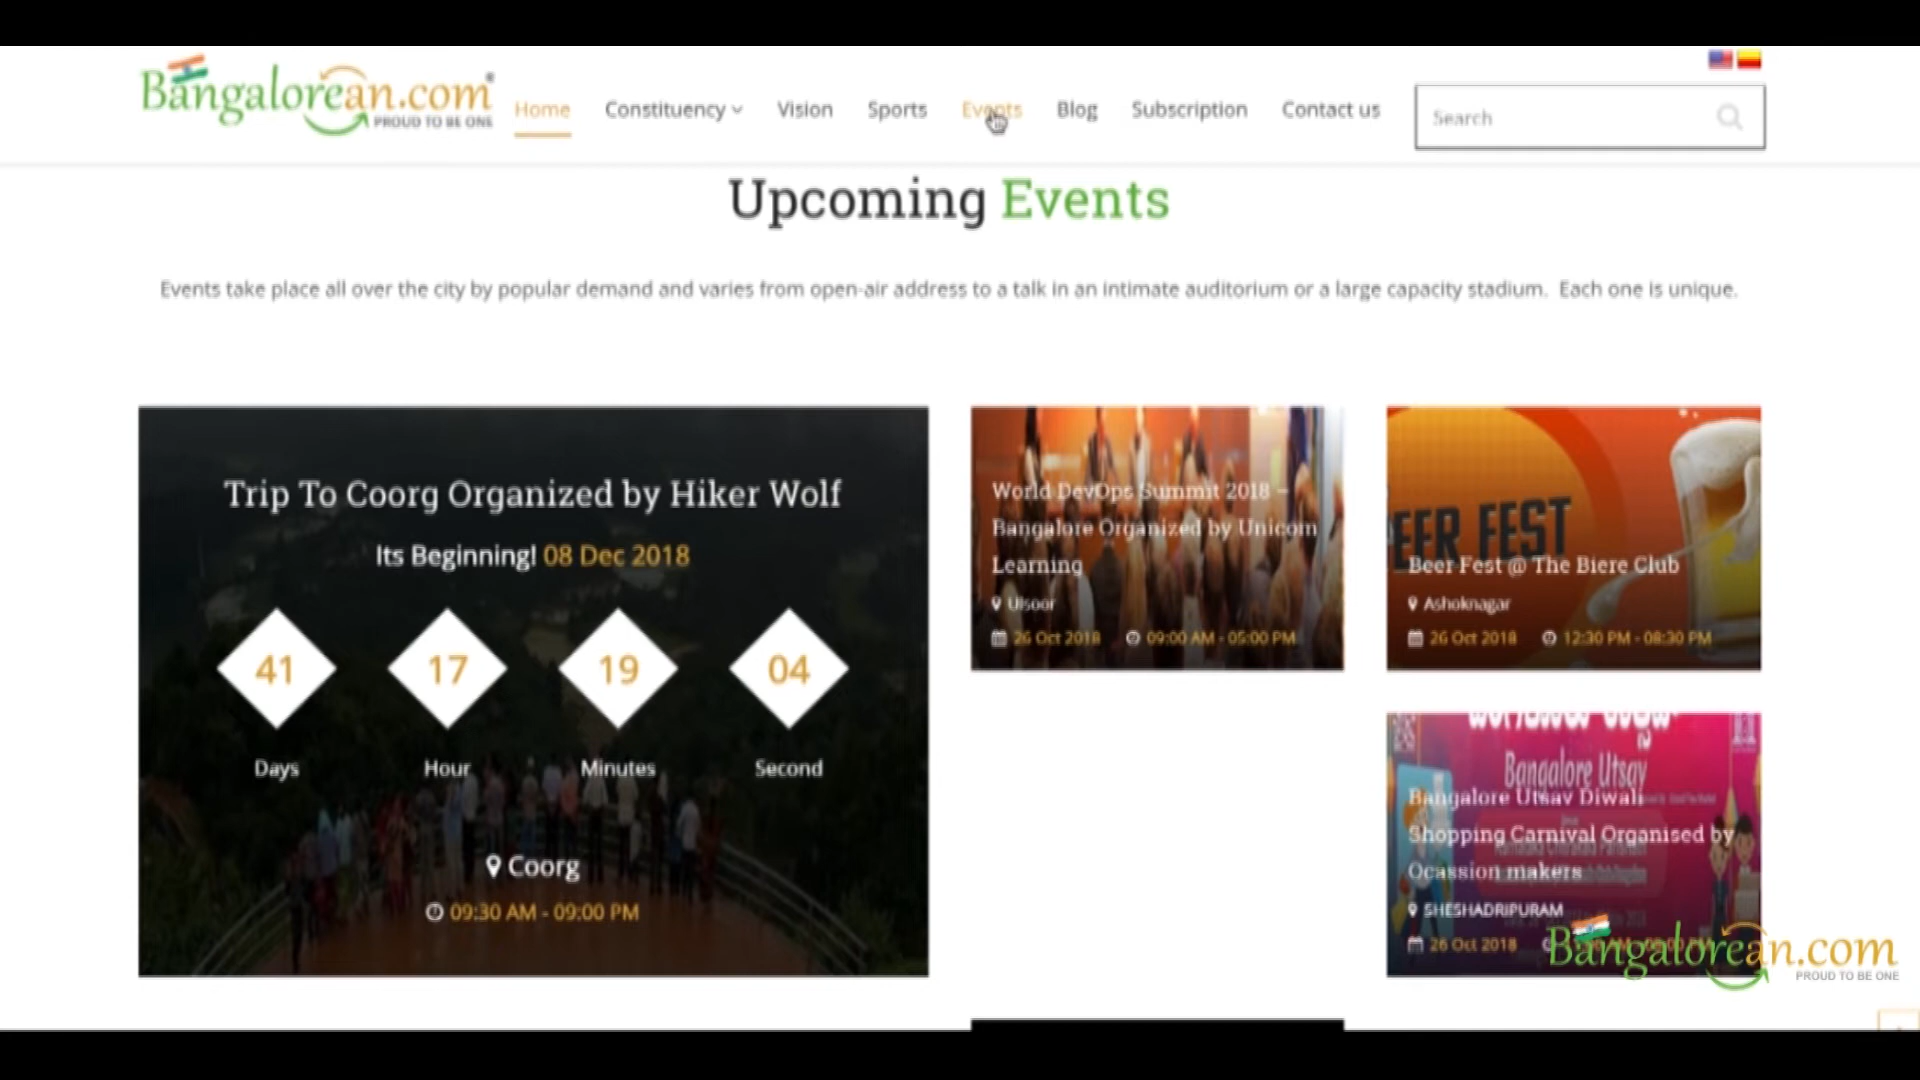 Bangalorean.com
PROUD TO BE ONE
Home Constituency Vision Sports Events Blog Subscription Contact us
Search
Upcoming Events
Events take place all over the city by popular demand and varies from open-air address to a talk in an intimate auditorium or a large capacity stadium. Each one is unique.
Trip To Coorg Organized by Hiker Wolf
Its Beginning! 08 Dec 2018
41 17 19 04
Days Hour Minutes Second
Coorg
09:30 AM - 09:00 PM
World DevOps Summit 2018 –
Bangalore Organized by Unicom
Learning
Ulsoor
26 Oct 2018 09:00 AM - 05:00 PM
EER FEST
Beer Fest @ The Biere Club
Ashoknagar
26 Oct 2018 12:30 PM - 08:30 PM
Bangalore Utsav
Bangalore Utsav Diwali
Shopping Carnival Organised by
Ocassion makers
SHESHADRIPURAM
26 Oct 2018
Bangalorean.com
PROUD TO BE ONE